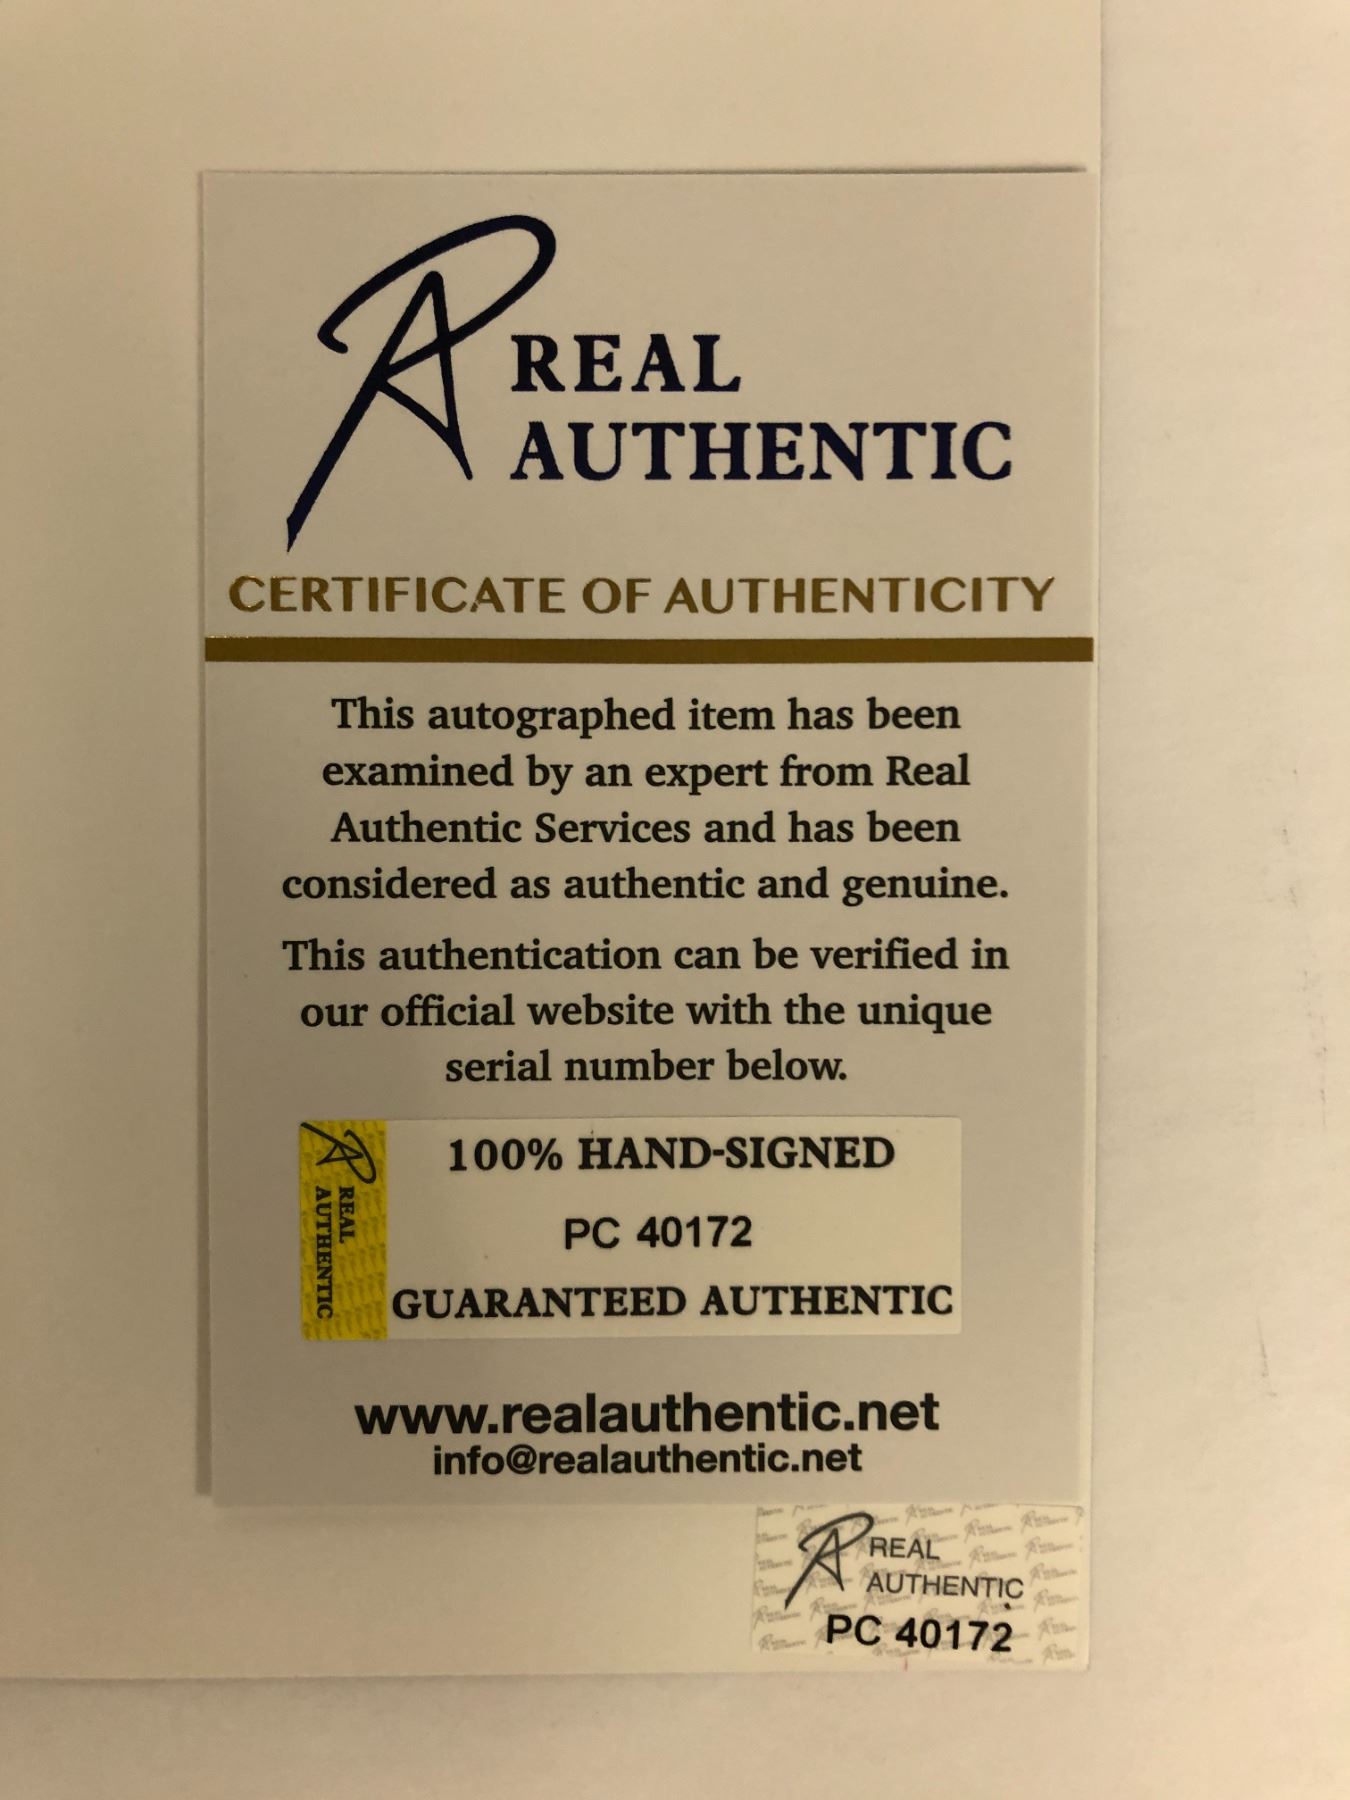 REAL
AUTHENTIC
CERTIFICATE OF AUTHENTICITY
This autographed item has been
examined by an expert from Real
Authentic Services and has been
considered as authentic and genuine.
This authentication can be verified in
our official website with the unique
serial number below.
REAL
AUTHENTIC
100% HAND-SIGNED
PC 40172
GUARANTEED AUTHENTIC
www.realauthentic.net
info@realauthentic.net
REAL
AUTHENTIC
PC 40172